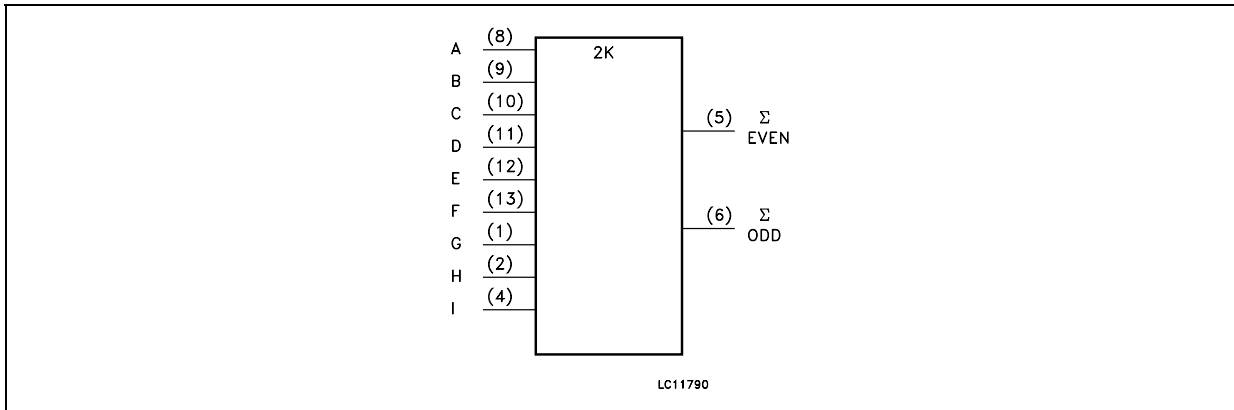 2K
A (8)
B (9)
C (10)
D (11)
E (12)
F (13)
G (1)
H (2)
I (4)
(5) Σ
EVEN
(6) Σ
ODD
LC11790